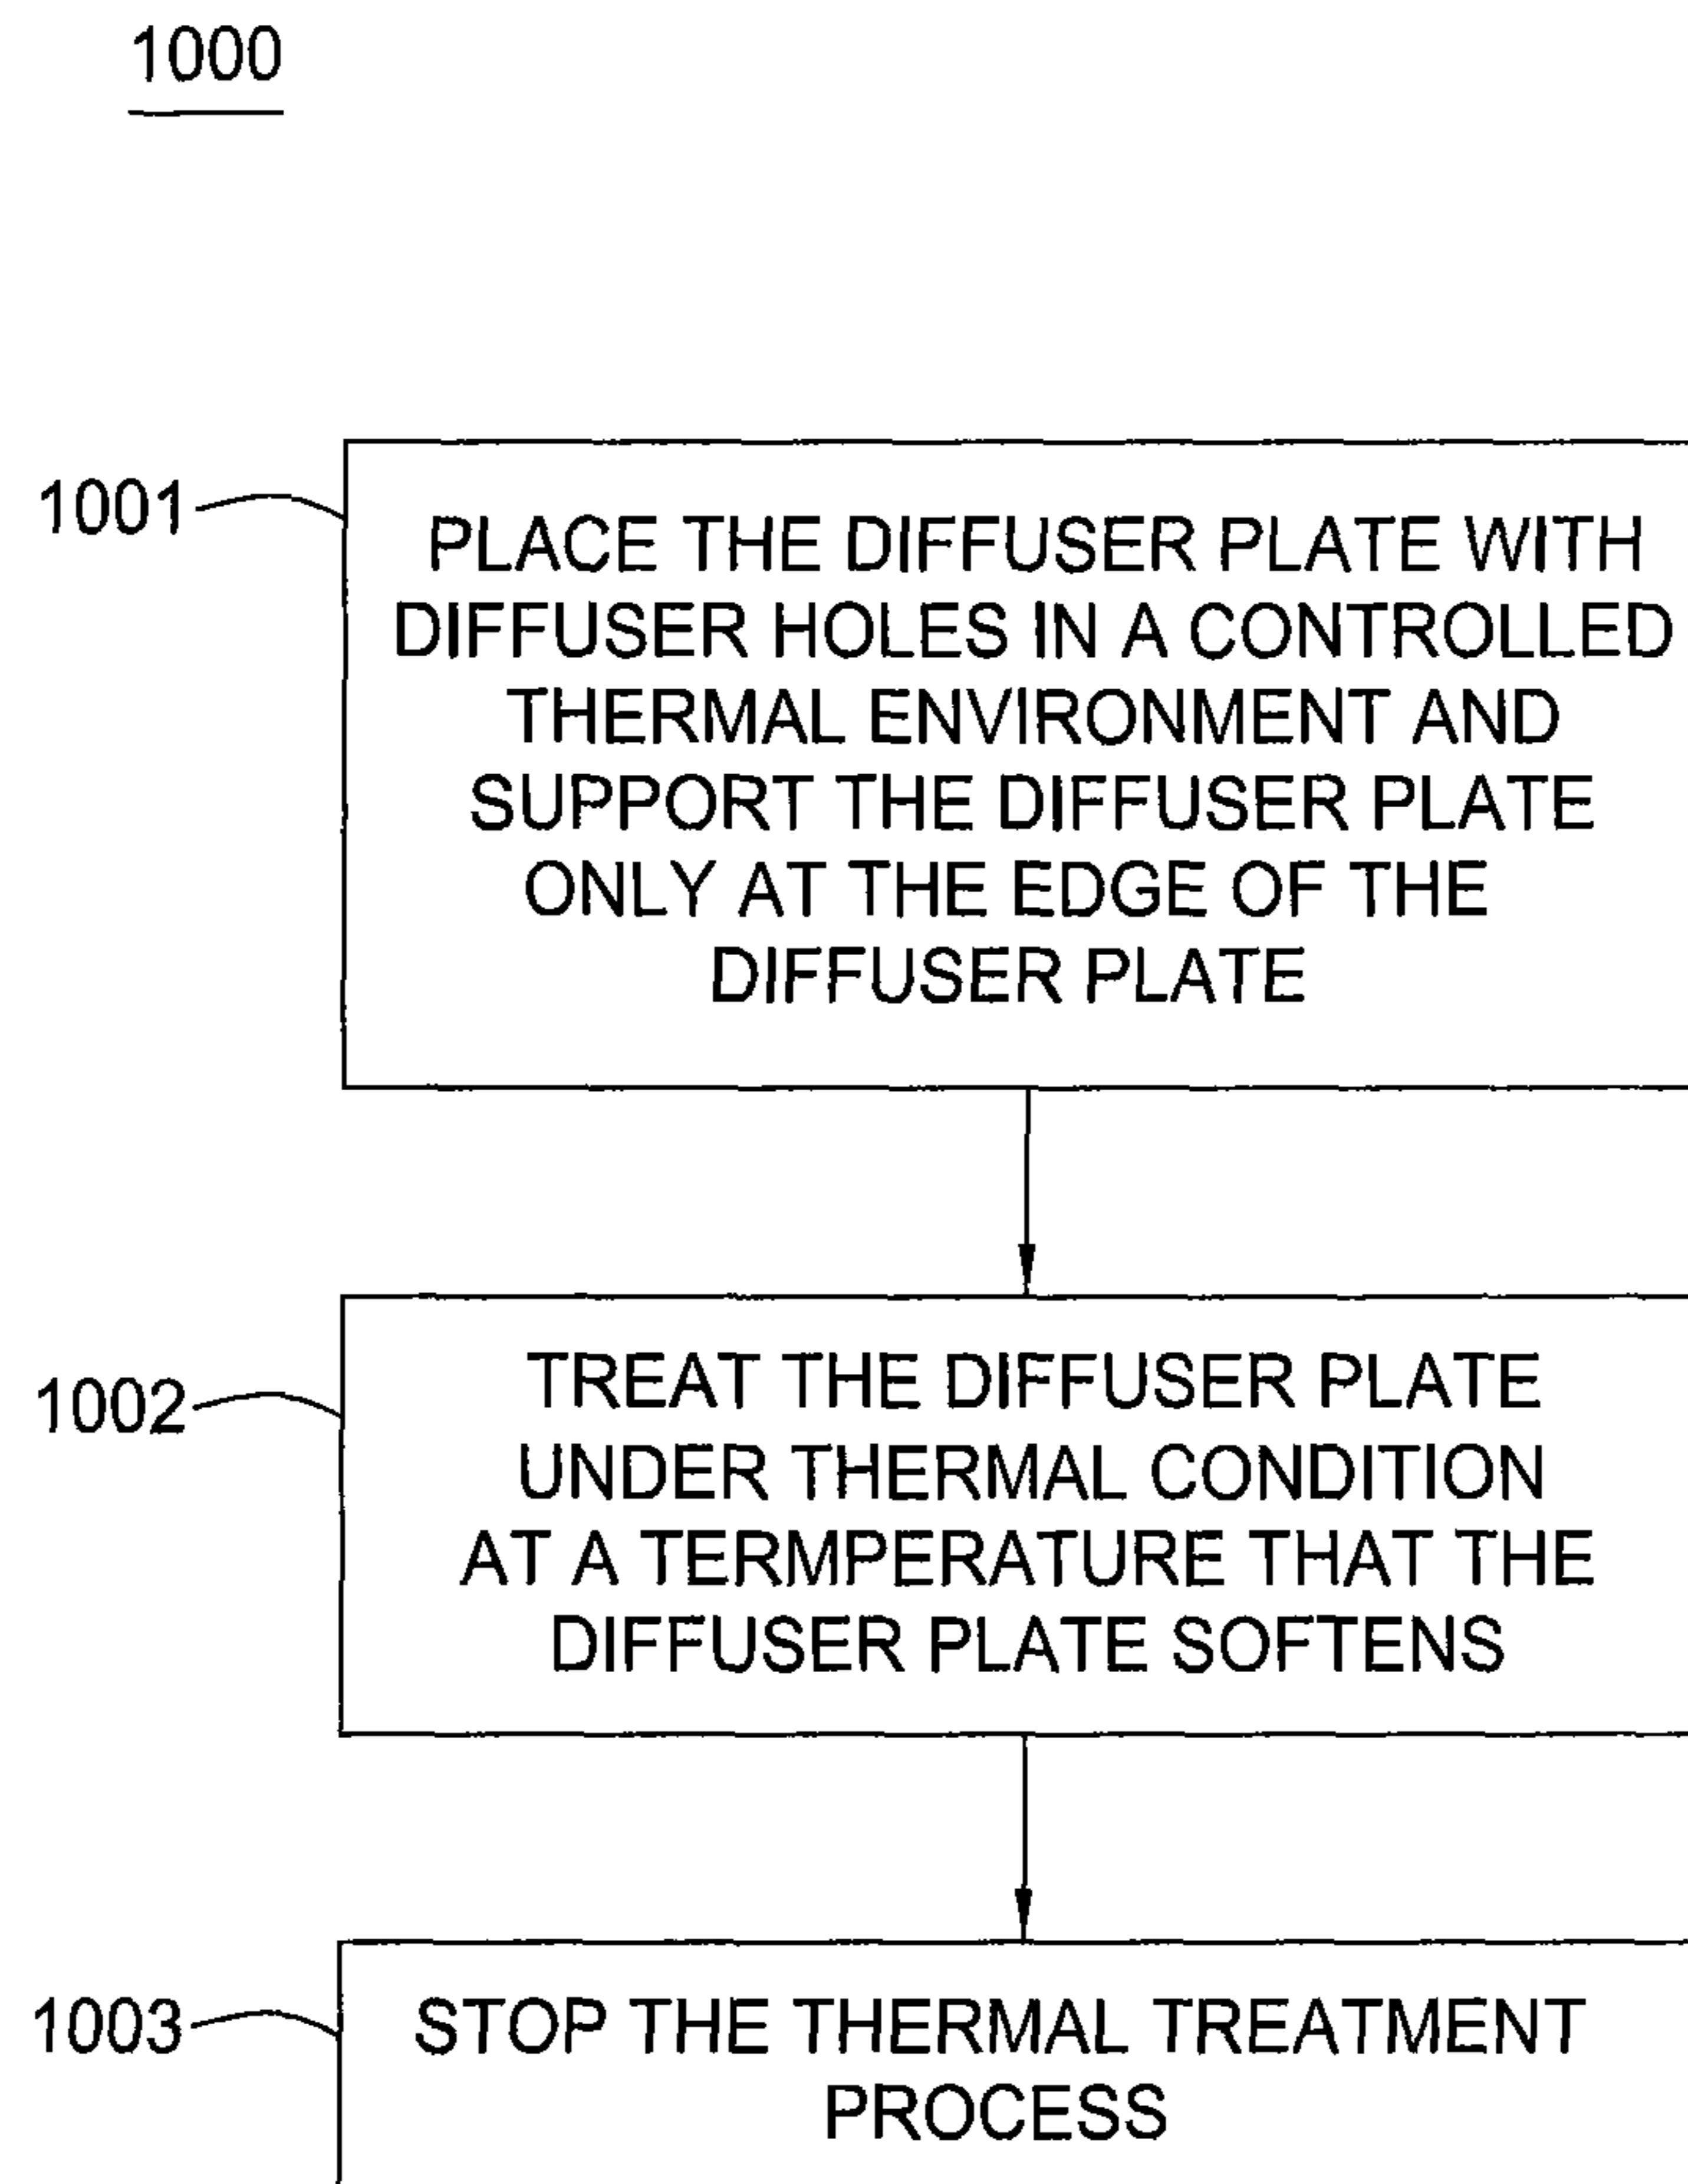 1000
1001
PLACE THE DIFFUSER PLATE WITH
DIFFUSER HOLES IN A CONTROLLED
THERMAL ENVIRONMENT AND
SUPPORT THE DIFFUSER PLATE
ONLY AT THE EDGE OF THE
DIFFUSER PLATE
1002
TREAT THE DIFFUSER PLATE
UNDER THERMAL CONDITION
AT A TERMPERATURE THAT THE
DIFFUSER PLATE SOFTENS
1003
STOP THE THERMAL TREATMENT
PROCESS